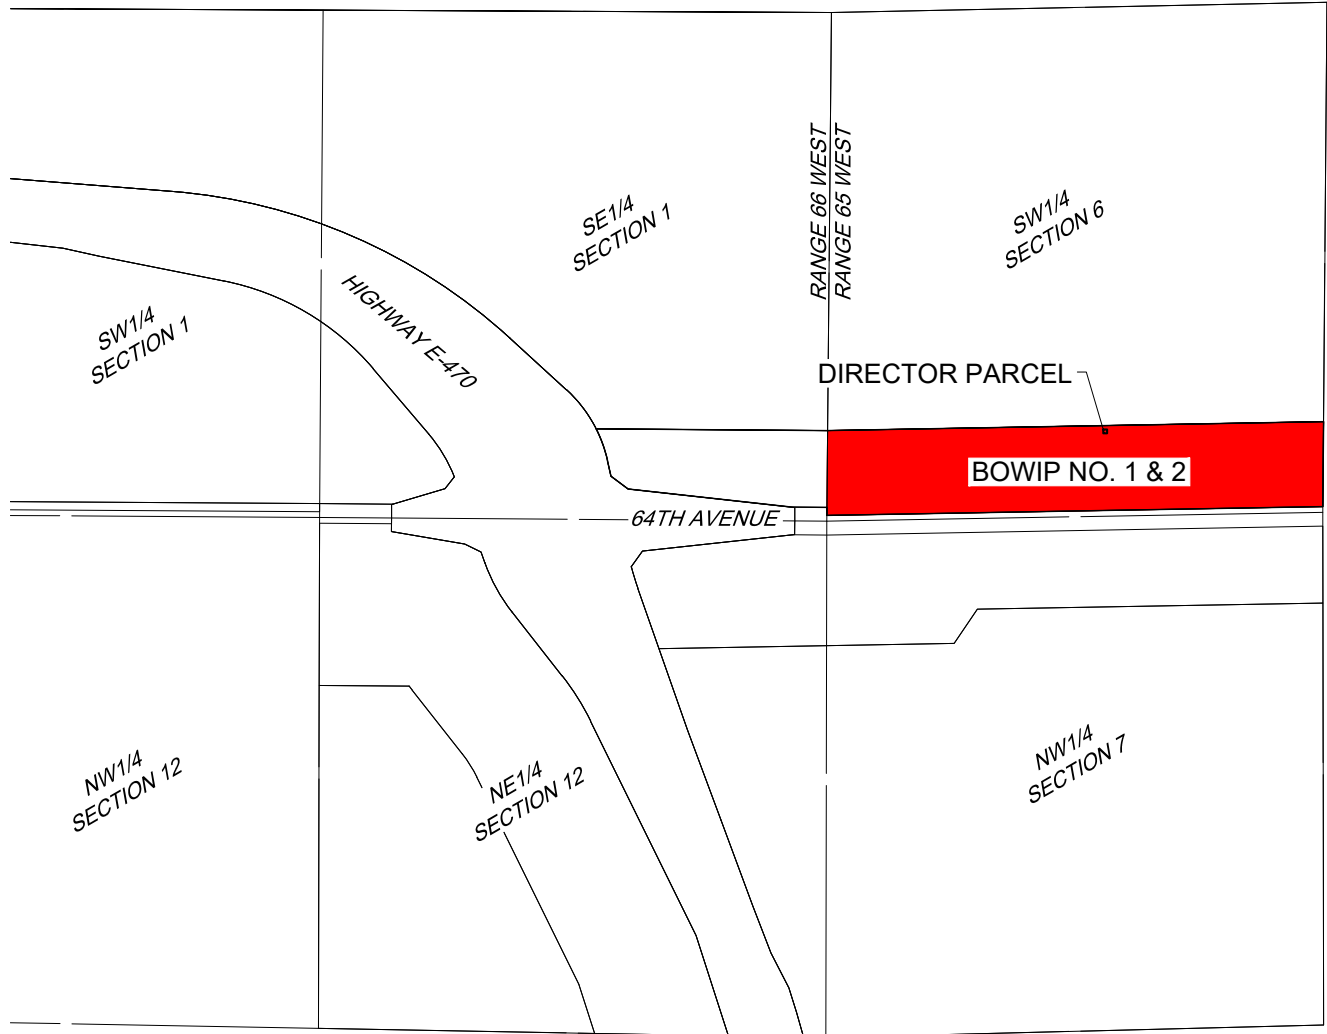 RANGE 66 WEST
RANGE 65 WEST
SE1/4
SECTION 1
SW1/4
SECTION 6
HIGHWAY E-470
SW1/4
SECTION 1
DIRECTOR PARCEL
BOWIP NO. 1 & 2
64TH AVENUE
NW1/4
SECTION 12
NE1/4
SECTION 12
NW1/4
SECTION 7